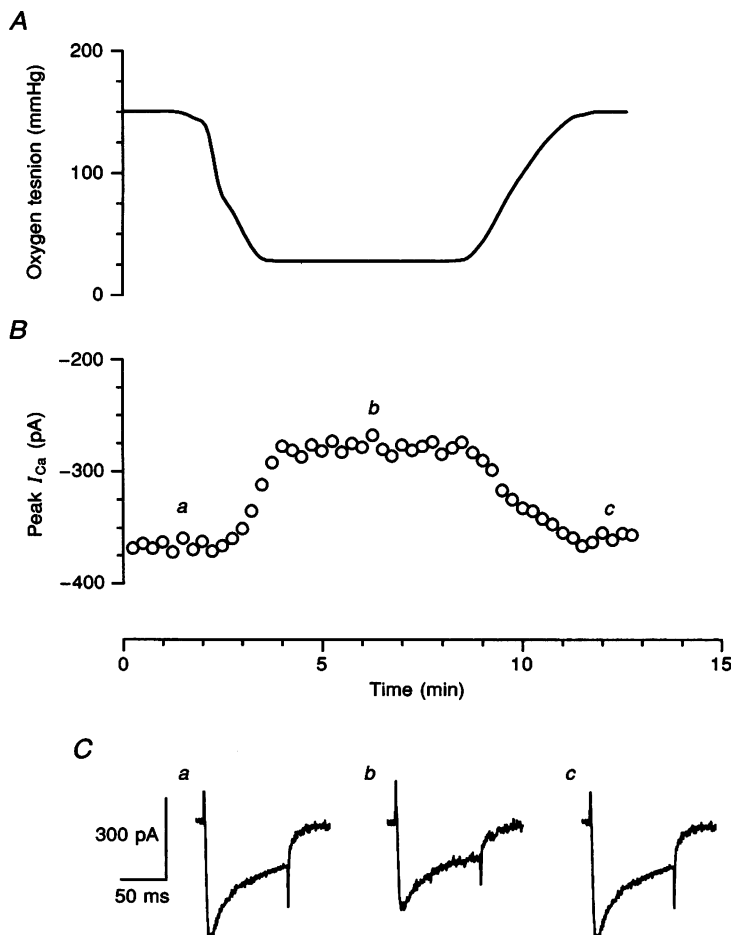 A
200
100
0
Oxygen tesnion (mmHg)
B
−200
−300
−400
Peak ICa (pA)
a
b
c
0
5
10
15
Time (min)
C
a
b
c
300 pA
50 ms